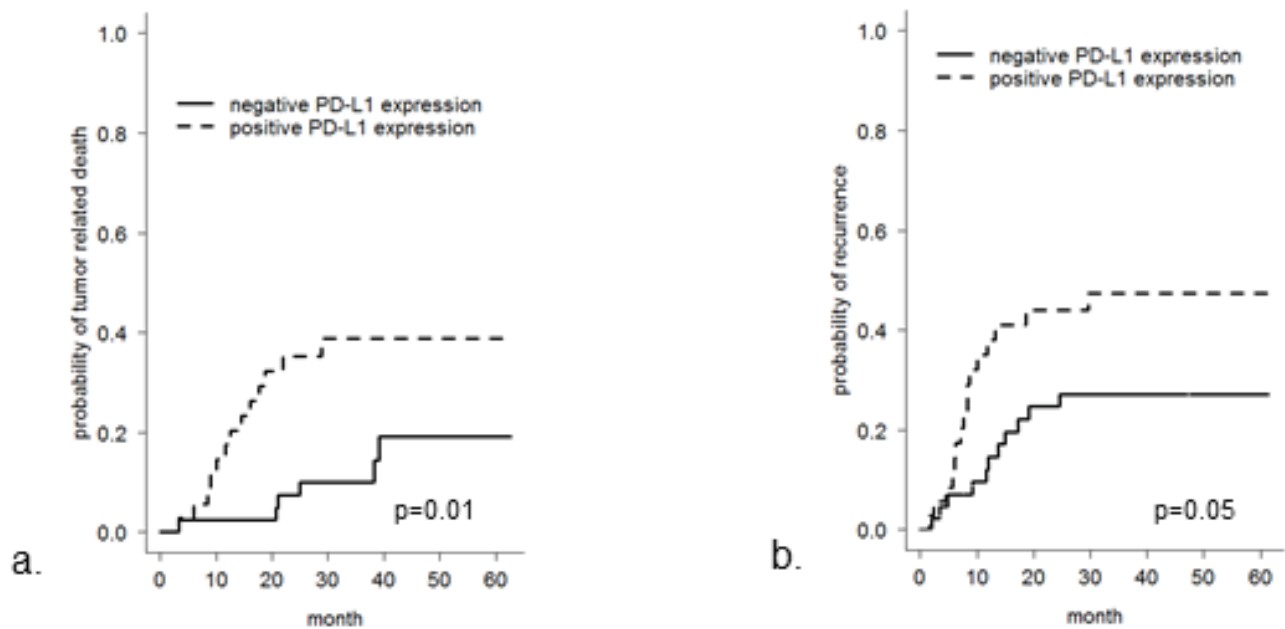 1.0
0.8
0.6
0.4
0.2
0.0
probability of tumor related death
negative PD-L1 expression
positive PD-L1 expression
p=0.01
0 10 20 30 40 50 60
month
a.
1.0
0.8
0.6
0.4
0.2
0.0
probability of recurrence
negative PD-L1 expression
positive PD-L1 expression
p=0.05
0 10 20 30 40 50 60
month
b.